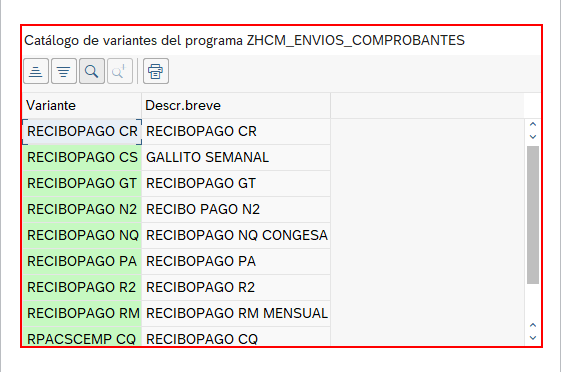 Catálogo de variantes del programa ZHCM_ENVIOS_COMPROBANTES
Variante Descr.breve
RECIBOPAGO CR RECIBOPAGO CR
RECIBOPAGO CS GALLITO SEMANAL
RECIBOPAGO GT RECIBOPAGO GT
RECIBOPAGO N2 RECIBO PAGO N2
RECIBOPAGO NQ RECIBOPAGO NQ CONGESA
RECIBOPAGO PA RECIBOPAGO PA
RECIBOPAGO R2 RECIBOPAGO R2
RECIBOPAGO RM RECIBOPAGO RM MENSUAL
RPACSCEMP CQ RECIBOPAGO CQ